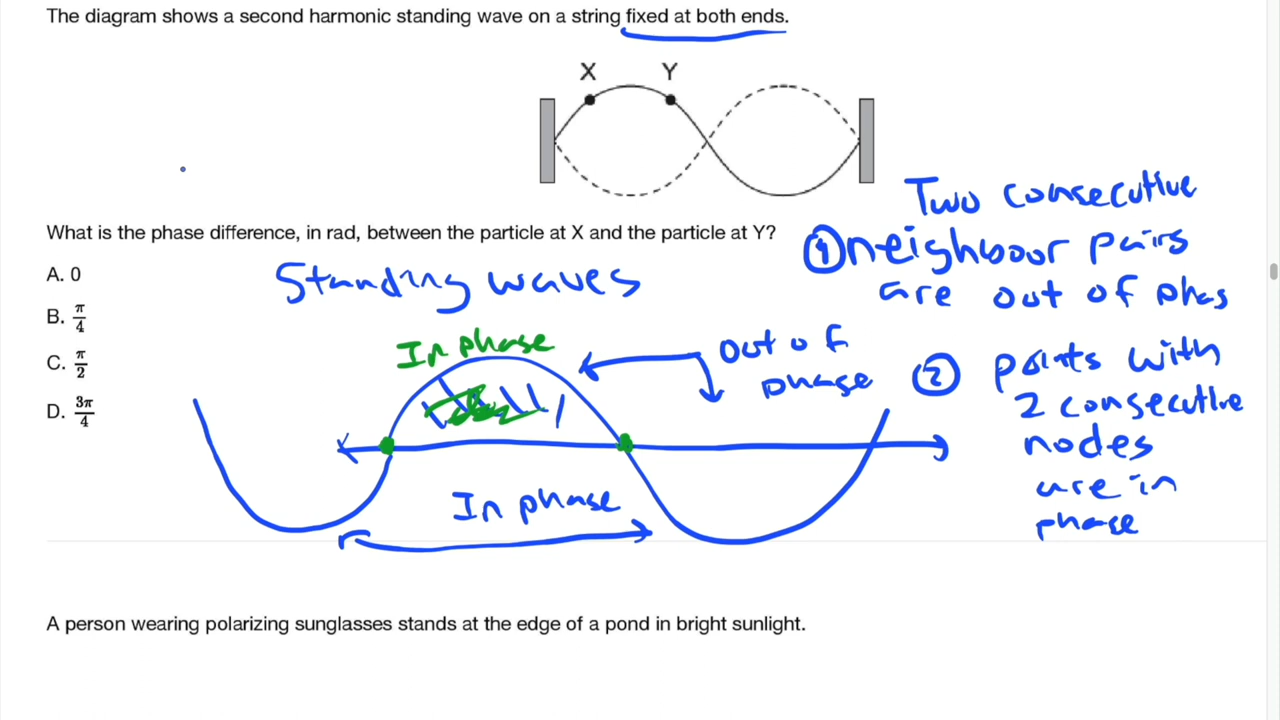 The diagram shows a second harmonic standing wave on a string fixed at both ends.
X Y
What is the phase difference, in rad, between the particle at X and the particle at Y?
A. 0
B. π/4
C. π/2
D. 3π/4
Standing waves
Two consecutive
① neighbour pairs
are out of phas
In phase
out of
phase
② points with
2 consecutive
nodes
are in
phase
In phase
A person wearing polarizing sunglasses stands at the edge of a pond in bright sunlight.